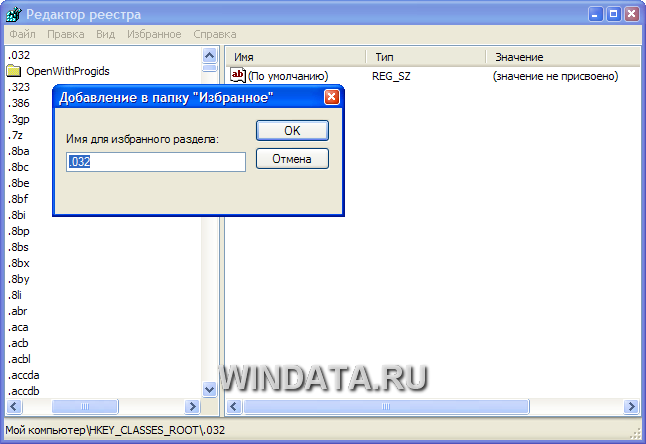 Редактор реестра
Файл Правка Вид Избранное Справка
.032
OpenWithProgids
.323
.386
.3gp
.7z
.8ba
.8bc
.8be
.8bf
.8bi
.8bp
.8bs
.8bx
.8by
.8li
.abr
.aca
.acb
.acbl
.accda
.accdb
Имя Тип Значение
ab (По умолчанию) REG_SZ (значение не присвоено)
Добавление в папку "Избранное"
Имя для избранного раздела:
.032
OK
Отмена
WINDATA.RU
Мой компьютер\HKEY_CLASSES_ROOT\.032